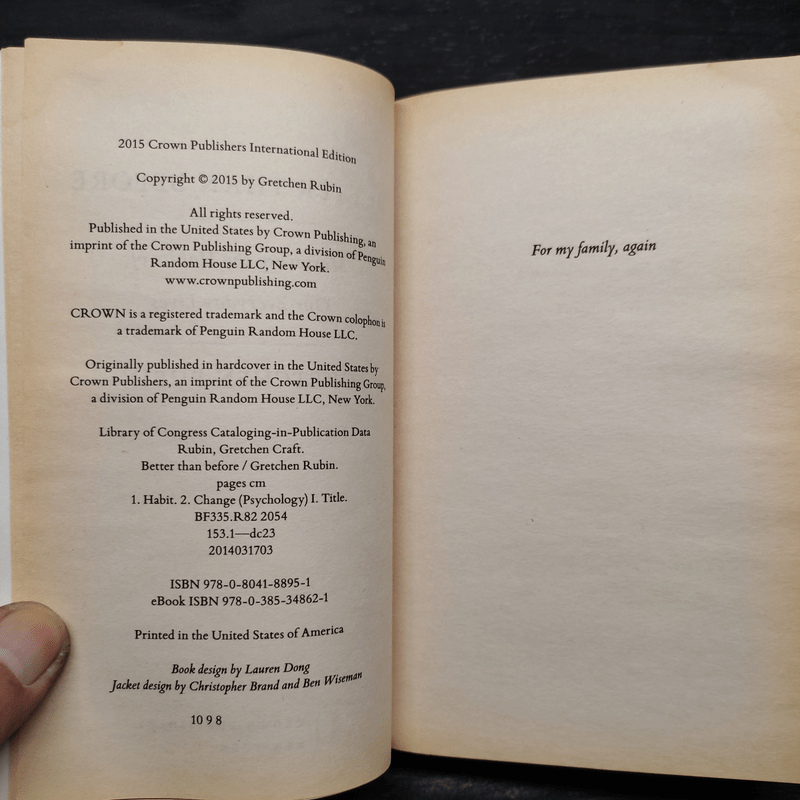 2015 Crown Publishers International Edition
Copyright © 2015 by Gretchen Rubin
All rights reserved.
Published in the United States by Crown Publishing, an
imprint of the Crown Publishing Group, a division of Penguin
Random House LLC, New York.
www.crownpublishing.com
CROWN is a registered trademark and the Crown colophon is
a trademark of Penguin Random House LLC.
Originally published in hardcover in the United States by
Crown Publishers, an imprint of the Crown Publishing Group,
a division of Penguin Random House LLC, New York.
Library of Congress Cataloging-in-Publication Data
Rubin, Gretchen Craft.
Better than before / Gretchen Rubin.
pages cm
1. Habit. 2. Change (Psychology) I. Title.
BF335.R82 2054
153.1—dc23
2014031703
ISBN 978-0-8041-8895-1
eBook ISBN 978-0-385-34862-1
Printed in the United States of America
Book design by Lauren Dong
Jacket design by Christopher Brand and Ben Wiseman
10 9 8
For my family, again